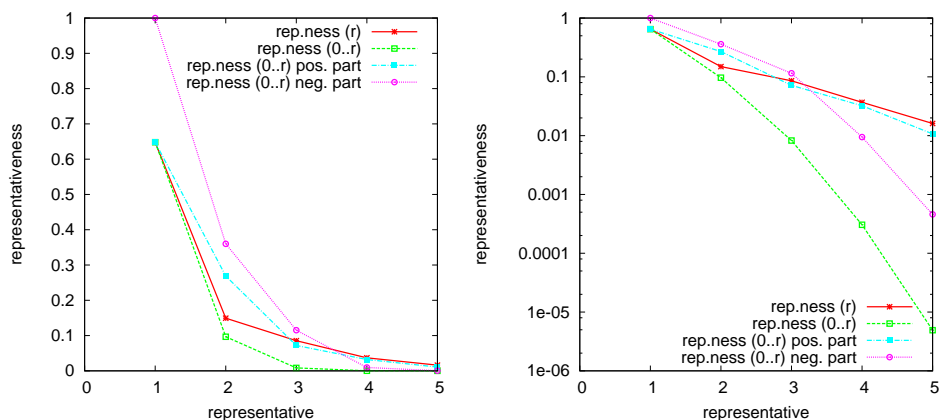 1
0.9
0.8
0.7
0.6
0.5
0.4
0.3
0.2
0.1
0
representativeness
rep.ness (r)
rep.ness (0..r)
rep.ness (0..r) pos. part
rep.ness (0..r) neg. part
0 1 2 3 4 5
representative
1
0.1
0.01
0.001
0.0001
1e-05
1e-06
representativeness
rep.ness (r)
rep.ness (0..r)
rep.ness (0..r) pos. part
rep.ness (0..r) neg. part
0 1 2 3 4 5
representative